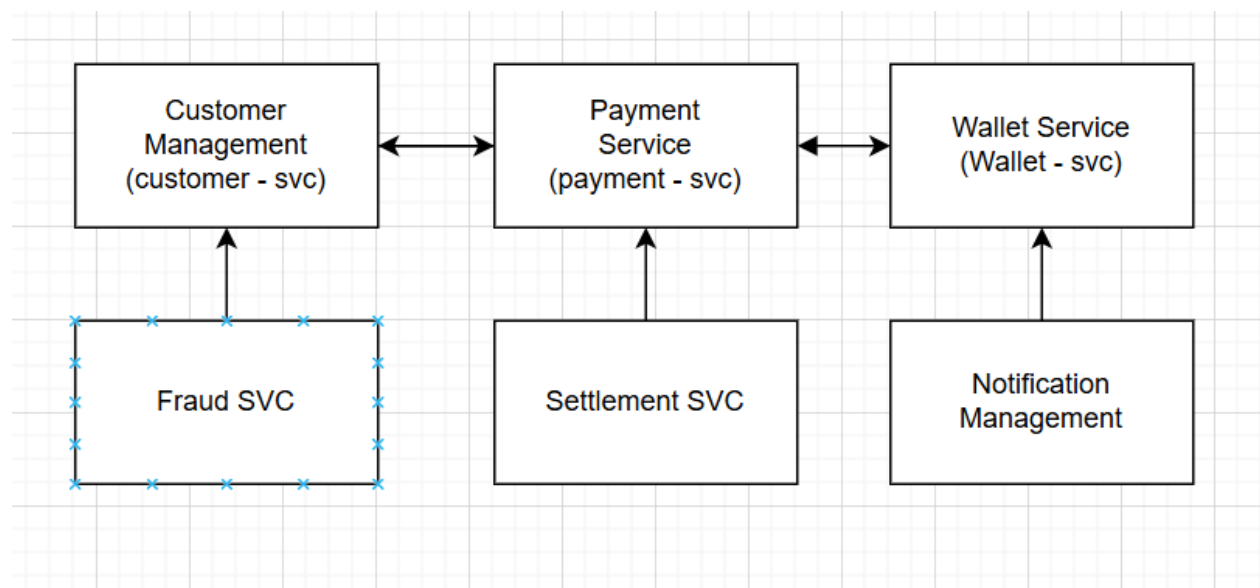 Customer
Management
(customer - svc)
Payment
Service
(payment - svc)
Wallet Service
(Wallet - svc)
Fraud SVC
Settlement SVC
Notification
Management